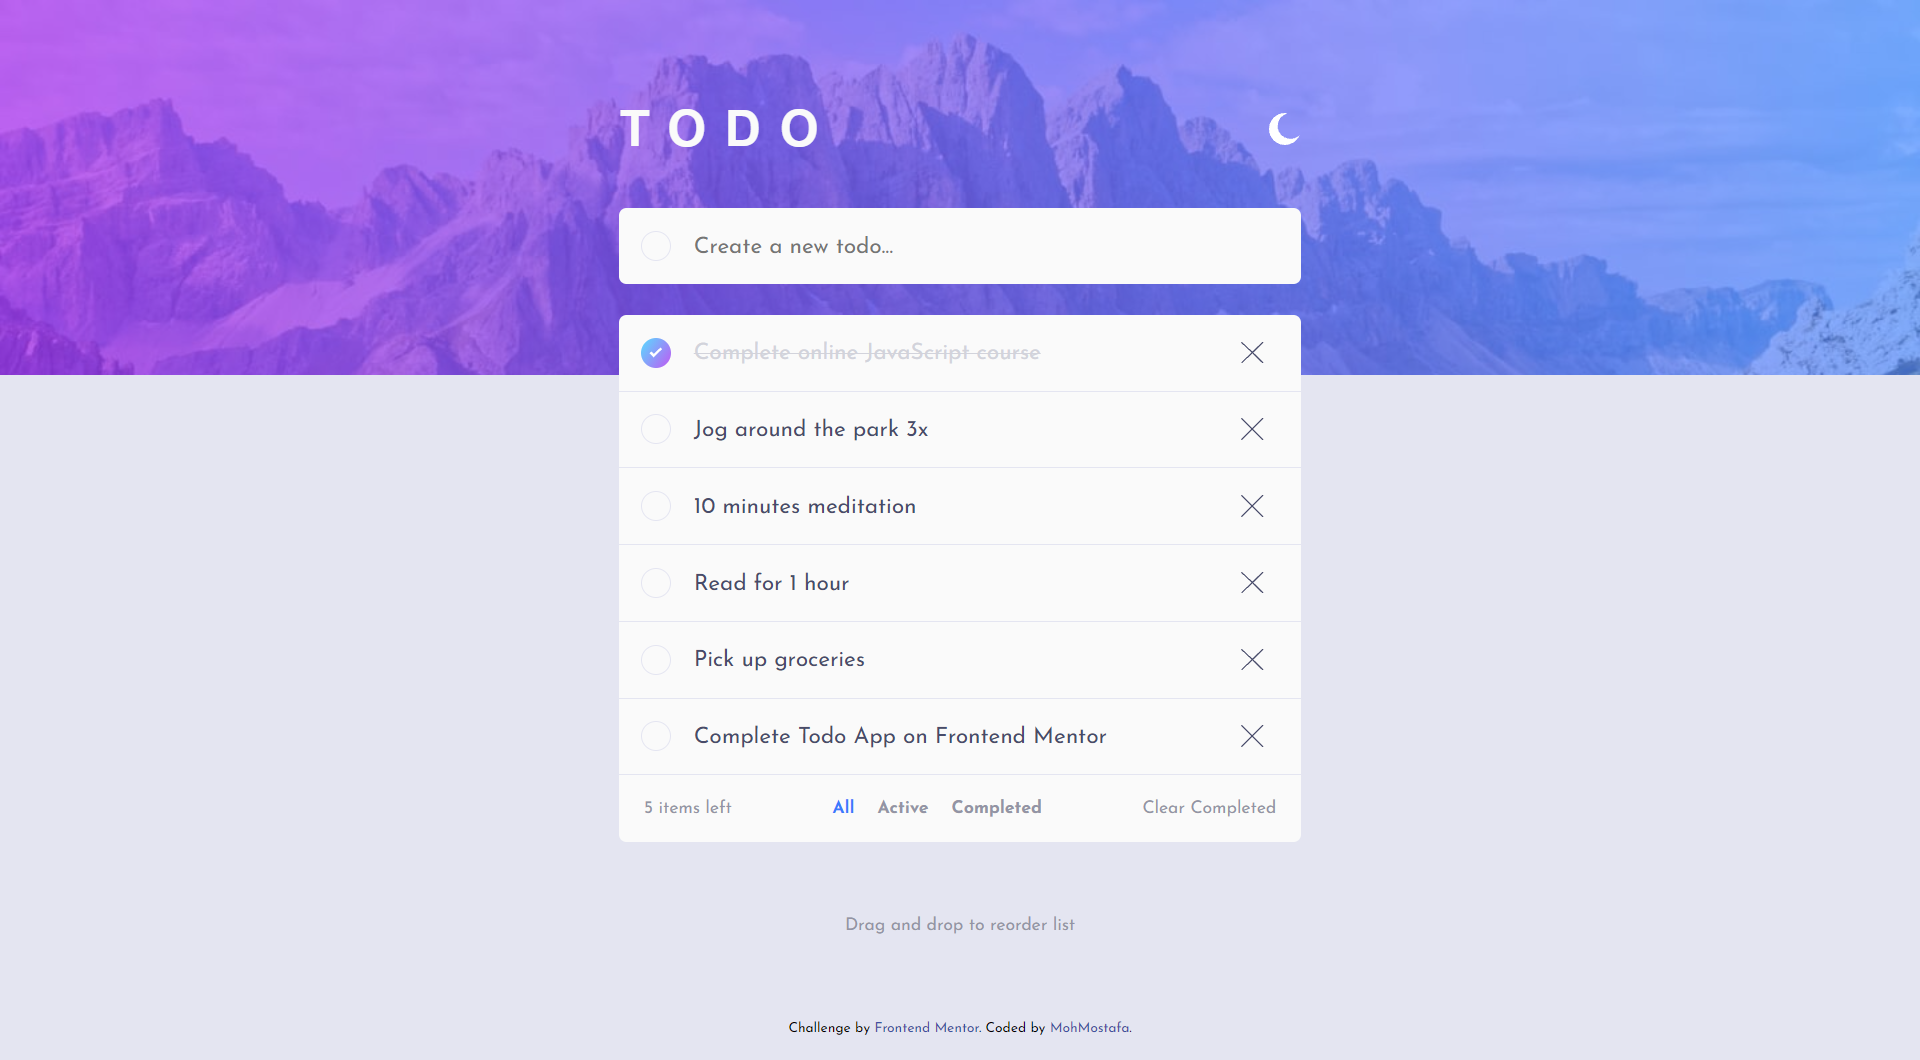 TODO
Create a new todo...
Complete online JavaScript course
Jog around the park 3x
10 minutes meditation
Read for 1 hour
Pick up groceries
Complete Todo App on Frontend Mentor
5 items left All Active Completed Clear Completed
Drag and drop to reorder list
Challenge by Frontend Mentor. Coded by MohMostafa.